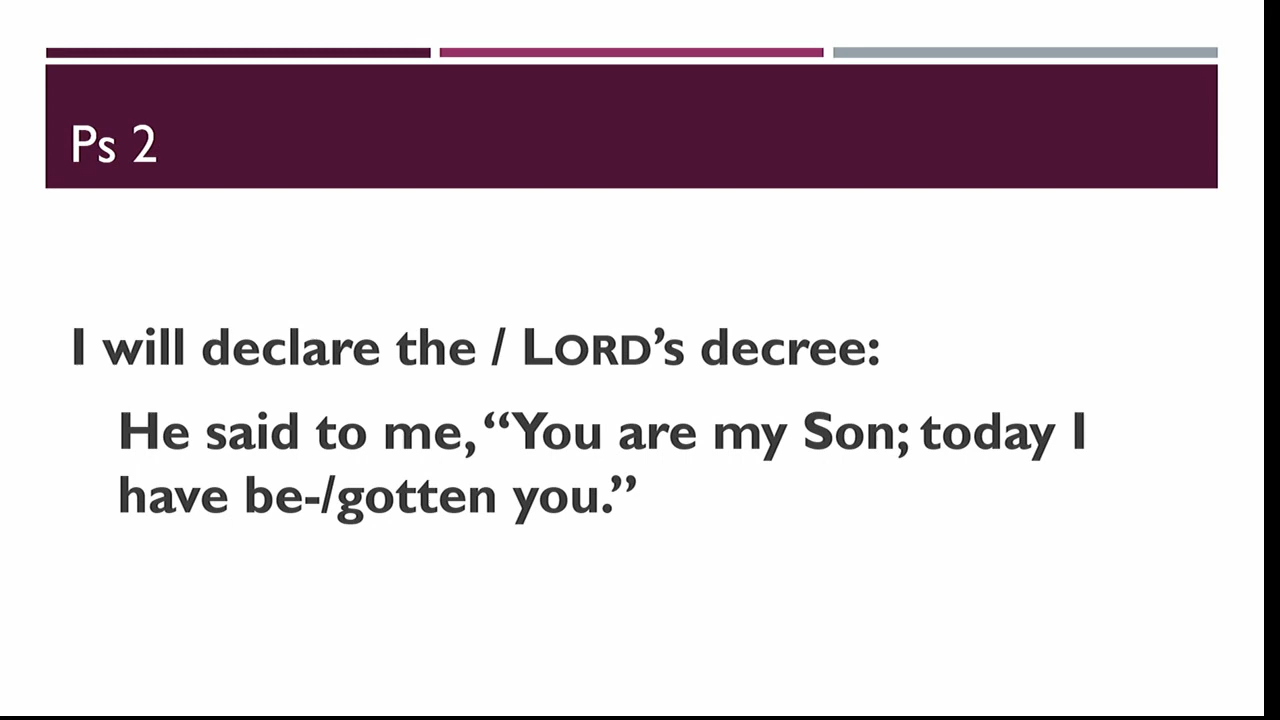 Ps 2
I will declare the / LORD’s decree:
He said to me, “You are my Son; today I
have be-/gotten you.”